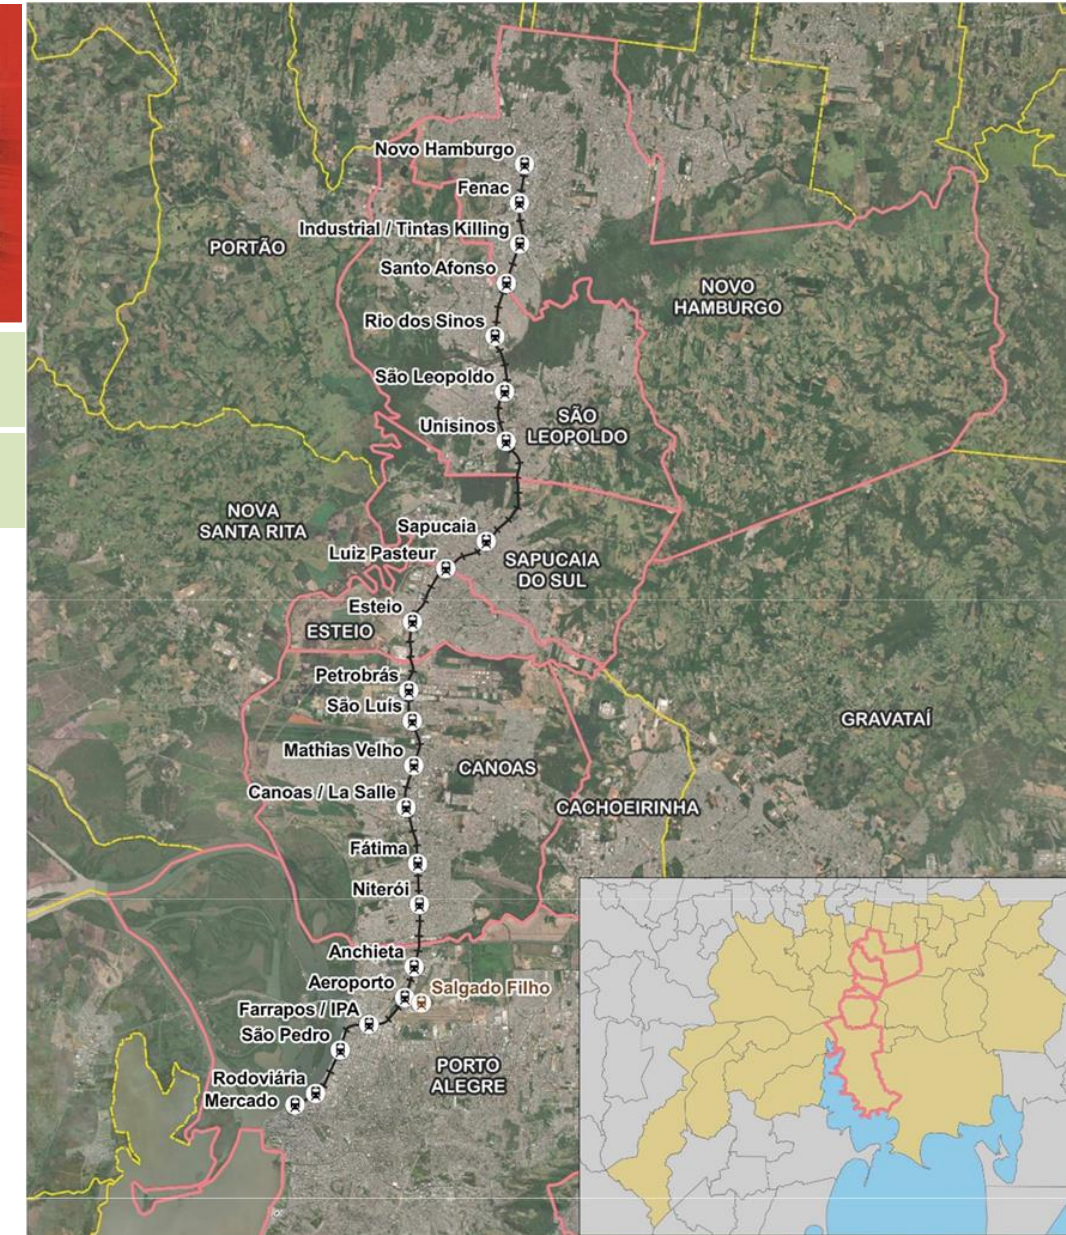 Novo Hamburgo
Fenac
Industrial / Tintas Killing
PORTÃO
Santo Afonso
NOVO
HAMBURGO
Rio dos Sinos
São Leopoldo
SÃO
LEOPOLDO
Unisinos
NOVA
SANTA RITA
Sapucaia
Luiz Pasteur
SAPUCAIA
DO SUL
Esteio
ESTEIO
Petrobrás
São Luís
GRAVATAÍ
Mathias Velho
CANOAS
Canoas / La Salle
CACHOEIRINHA
Fátima
Niterói
Anchieta
Aeroporto
Salgado Filho
Farrapos / IPA
São Pedro
PORTO
ALEGRE
Rodoviária
Mercado